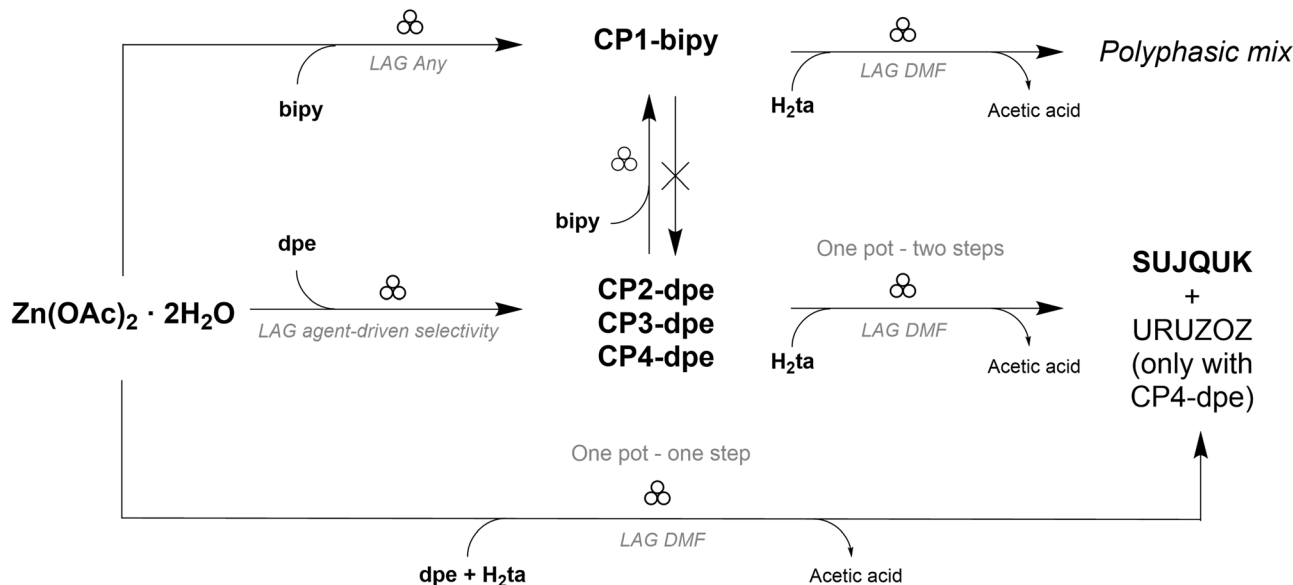 LAG Any
bipy
CP1-bipy
LAG DMF
H₂ta
Acetic acid
Polyphasic mix
bipy
Zn(OAc)₂ · 2H₂O
dpe
LAG agent-driven selectivity
CP2-dpe
CP3-dpe
CP4-dpe
One pot - two steps
LAG DMF
H₂ta
Acetic acid
SUJQUK
+
URUZOZ
(only with
CP4-dpe)
One pot - one step
LAG DMF
dpe + H₂ta
Acetic acid